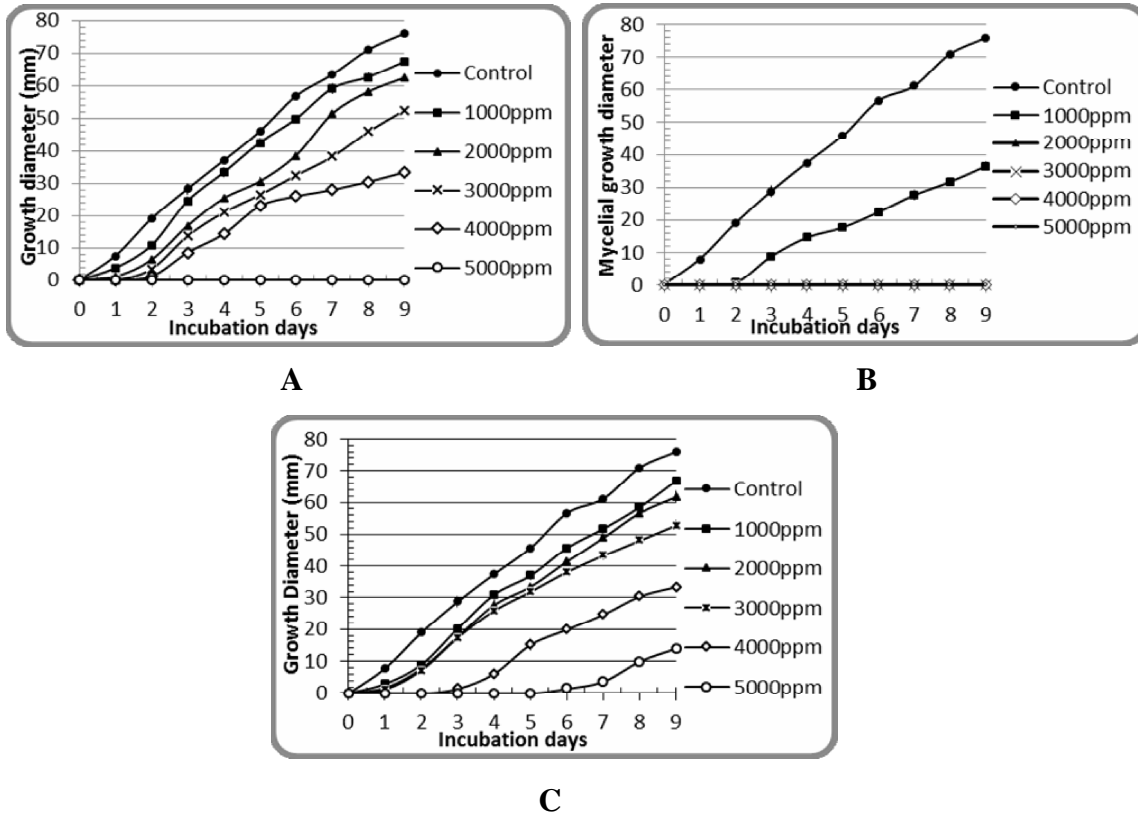 80
70
60
50
40
30
20
10
0
Growth diameter (mm)
0 1 2 3 4 5 6 7 8 9
Incubation days
Control
1000ppm
2000ppm
3000ppm
4000ppm
5000ppm
A
80
70
60
50
40
30
20
10
0
Mycelial growth diameter
0 1 2 3 4 5 6 7 8 9
Incubation days
Control
1000ppm
2000ppm
3000ppm
4000ppm
5000ppm
B
80
70
60
50
40
30
20
10
0
Growth Diameter (mm)
0 1 2 3 4 5 6 7 8 9
Incubation days
Control
1000ppm
2000ppm
3000ppm
4000ppm
5000ppm
C